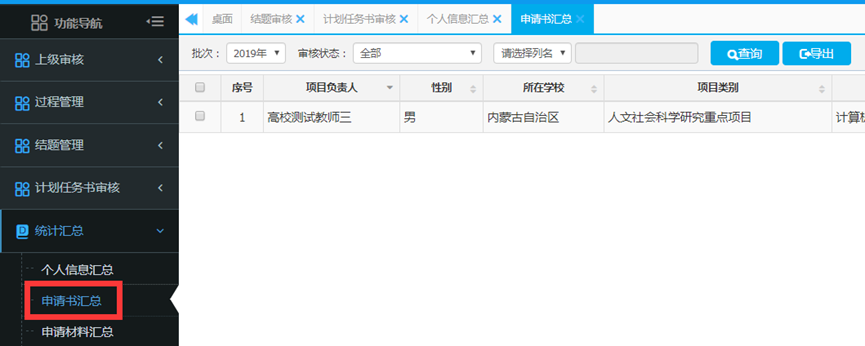 功能导航
上级审核
过程管理
结题管理
计划任务书审核
统计汇总
个人信息汇总
申请书汇总
申请材料汇总
桌面 结题审核 计划任务书审核 个人信息汇总 申请书汇总
批次： 2019年 审核状态： 全部 请选择列名 查询 导出
序号 项目负责人 性别 所在学校 项目类别
1 高校测试教师三 男 内蒙古自治区 人文社会科学研究重点项目 计算机